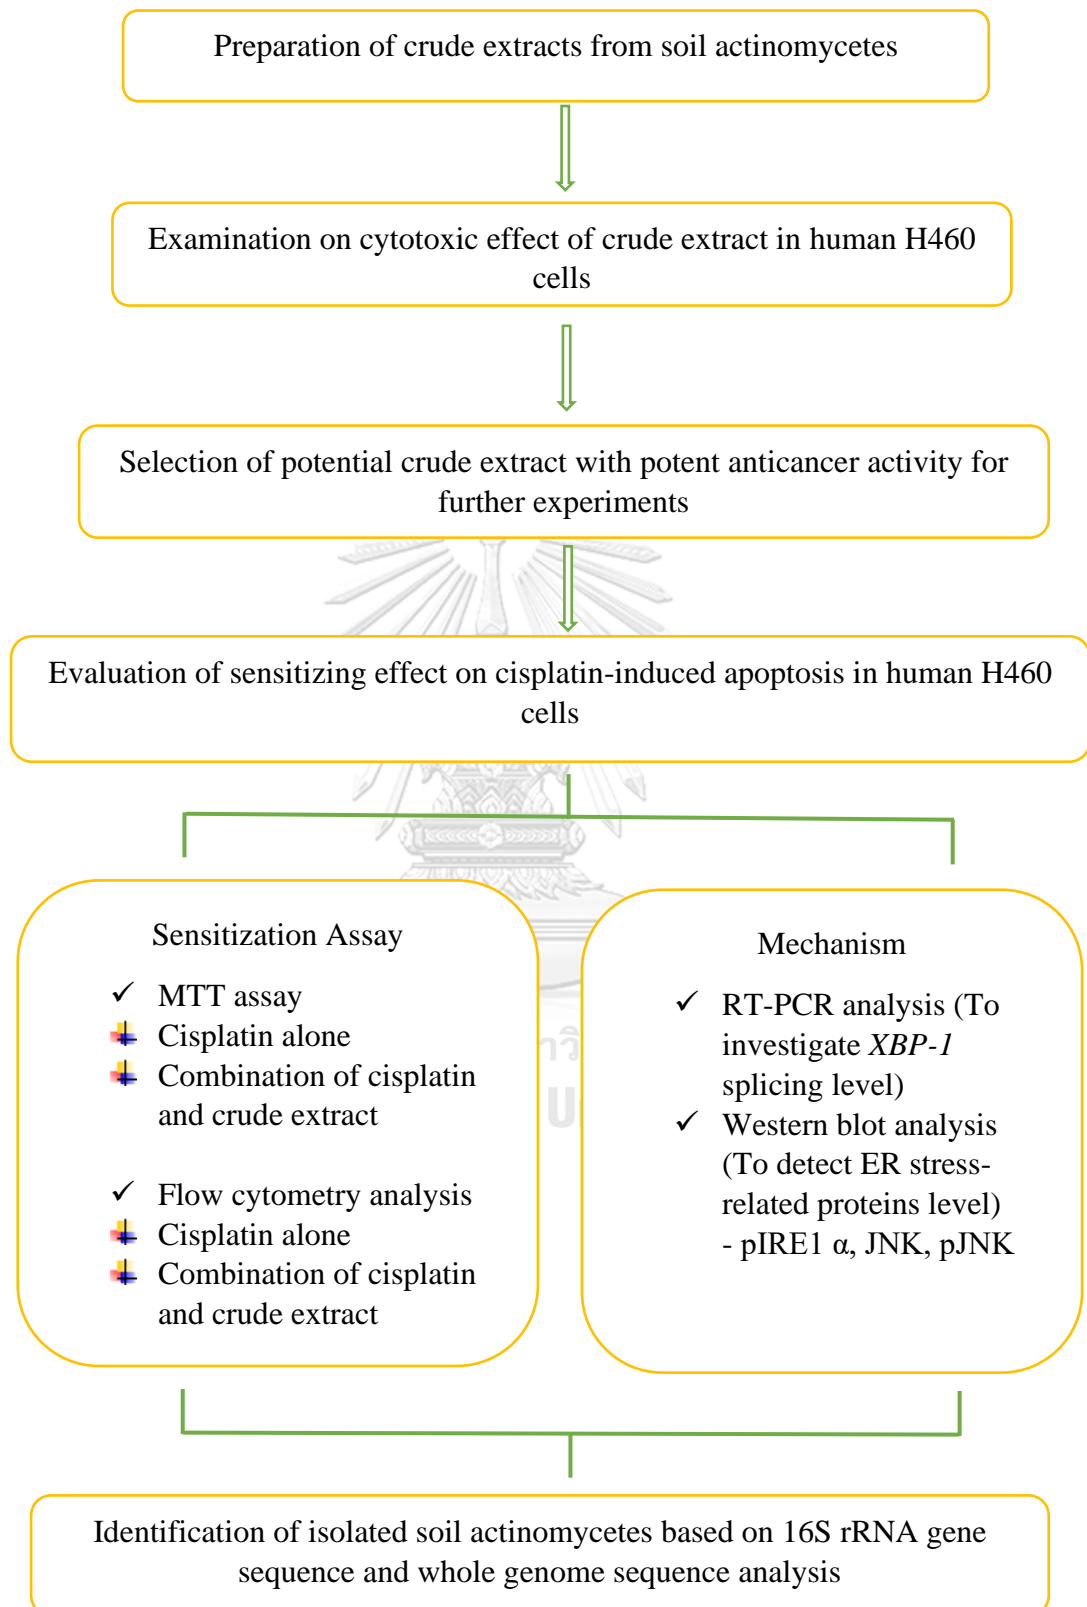 Preparation of crude extracts from soil actinomycetes
Examination on cytotoxic effect of crude extract in human H460
cells
Selection of potential crude extract with potent anticancer activity for
further experiments
Evaluation of sensitizing effect on cisplatin-induced apoptosis in human H460
cells
Sensitization Assay
✓ MTT assay
Cisplatin alone
Combination of cisplatin
and crude extract
✓ Flow cytometry analysis
Cisplatin alone
Combination of cisplatin
and crude extract
Mechanism
✓ RT-PCR analysis (To
investigate XBP-1
splicing level)
✓ Western blot analysis
(To detect ER stress-
related proteins level)
- pIRE1 α, JNK, pJNK
Identification of isolated soil actinomycetes based on 16S rRNA gene
sequence and whole genome sequence analysis